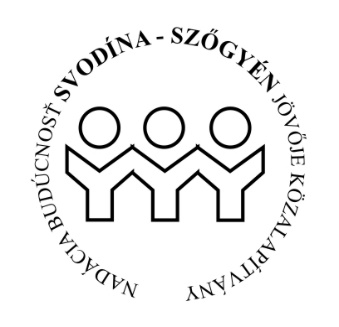 NADÁCIA BUDÚCNOSŤ SVODÍNA - SZŐGYÉN JÖVŐJE KÖZALAPÍTVÁNY